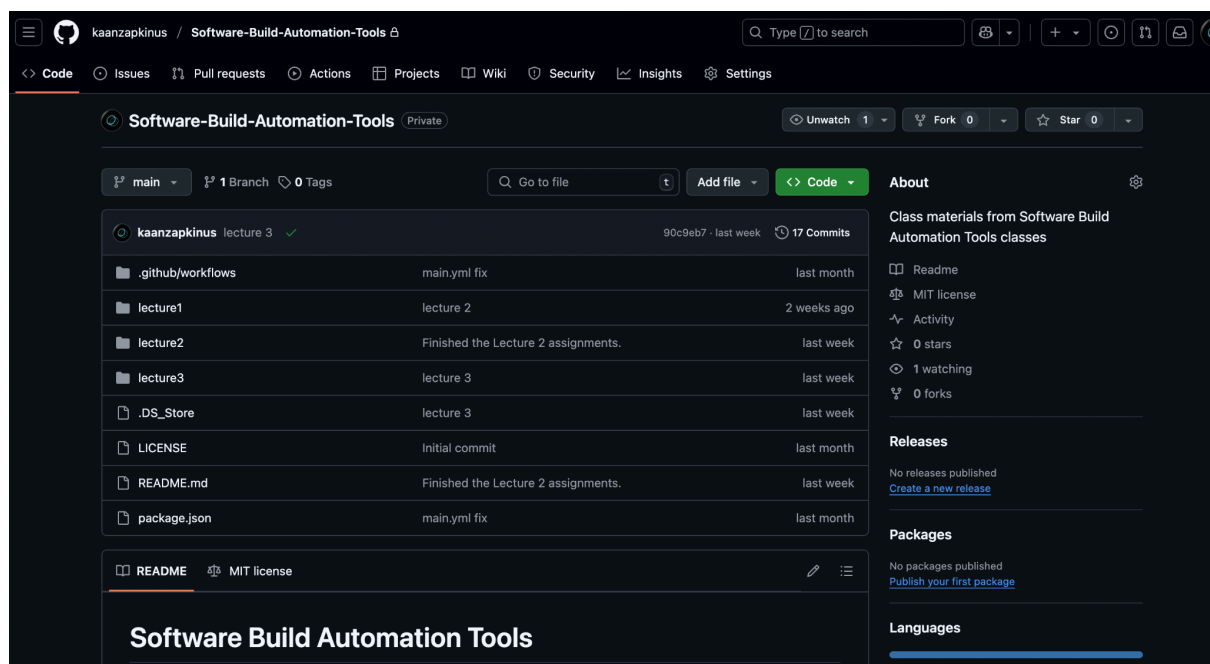 kaanzapkinus / Software-Build-Automation-Tools
Type / to search
Code Issues Pull requests Actions Projects Wiki Security Insights Settings
Software-Build-Automation-Tools Private
Unwatch 1 Fork 0 Star 0
main 1 Branch 0 Tags Go to file t Add file Code
kaanzapkinus lecture 3 90c9eb7 · last week 17 Commits
.github/workflows main.yml fix last month
lecture1 lecture 2 2 weeks ago
lecture2 Finished the Lecture 2 assignments. last week
lecture3 lecture 3 last week
.DS_Store lecture 3 last week
LICENSE Initial commit last month
README.md Finished the Lecture 2 assignments. last week
package.json main.yml fix last month
README MIT license
Software Build Automation Tools
About
Class materials from Software Build
Automation Tools classes
Readme
MIT license
Activity
0 stars
1 watching
0 forks
Releases
No releases published
Create a new release
Packages
No packages published
Publish your first package
Languages